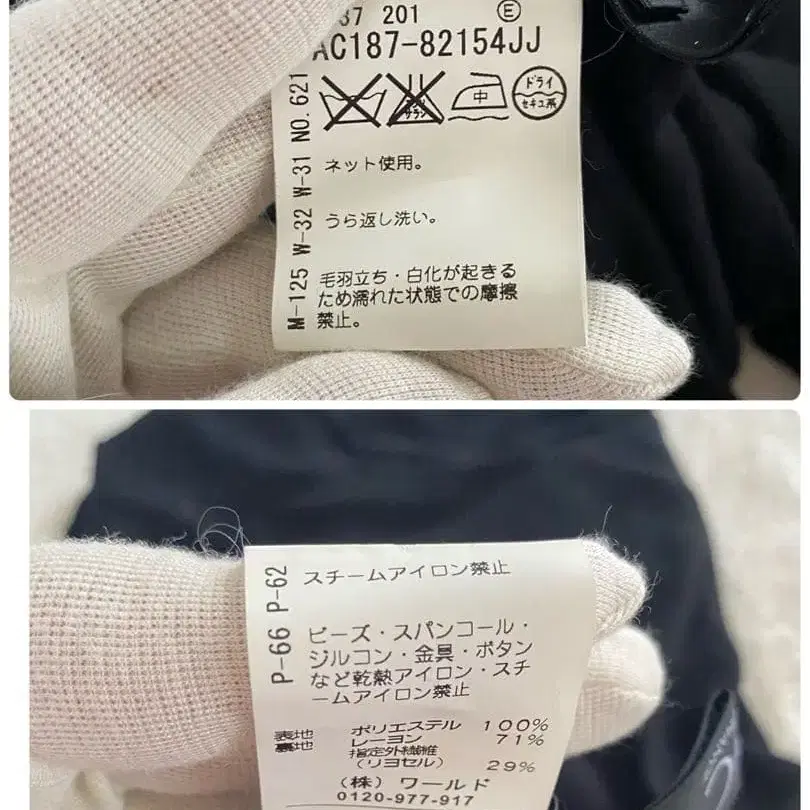 37 201 Ⓔ
AC187-82154JJ
中
ドライ
セキユ系
M-125 W-32 W-31 NO.621
ネット使用。
うら返し洗い。
毛羽立ち・白化が起きる
ため濡れた状態での摩擦
禁止。
P-66 P-62
スチームアイロン禁止
ビーズ・スパンコール・
ジルコン・金具・ボタン
など乾熱アイロン・スチ
ームアイロン禁止
表地 ポリエステル 100%
裏地 レーヨン 71%
指定外繊維
(リヨセル) 29%
(株) ワールド
0120-977-917